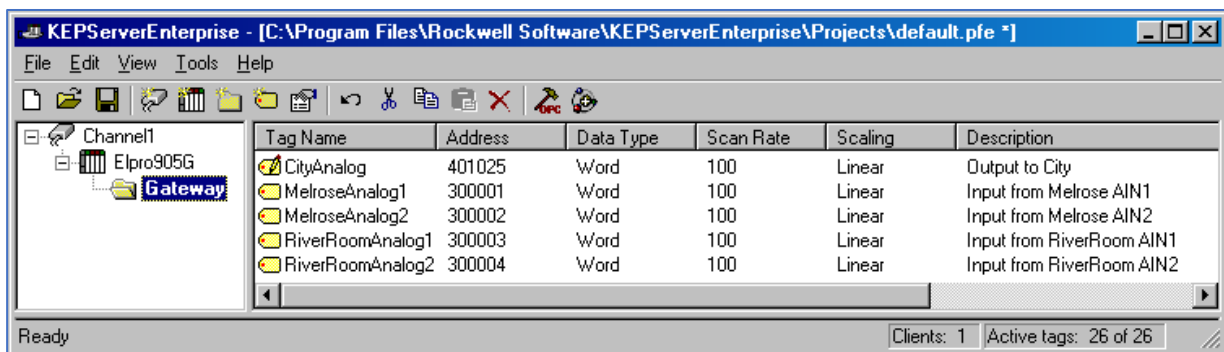 KEPServerEnterprise - [C:\Program Files\Rockwell Software\KEPServerEnterprise\Projects\default.pfe *]
File Edit View Tools Help
OPC
Channel1
Elpro905G
Gateway
Tag Name Address Data Type Scan Rate Scaling Description
CityAnalog 401025 Word 100 Linear Output to City
MelroseAnalog1 300001 Word 100 Linear Input from Melrose AIN1
MelroseAnalog2 300002 Word 100 Linear Input from Melrose AIN2
RiverRoomAnalog1 300003 Word 100 Linear Input from RiverRoom AIN1
RiverRoomAnalog2 300004 Word 100 Linear Input from RiverRoom AIN2
Ready Clients: 1 Active tags: 26 of 26